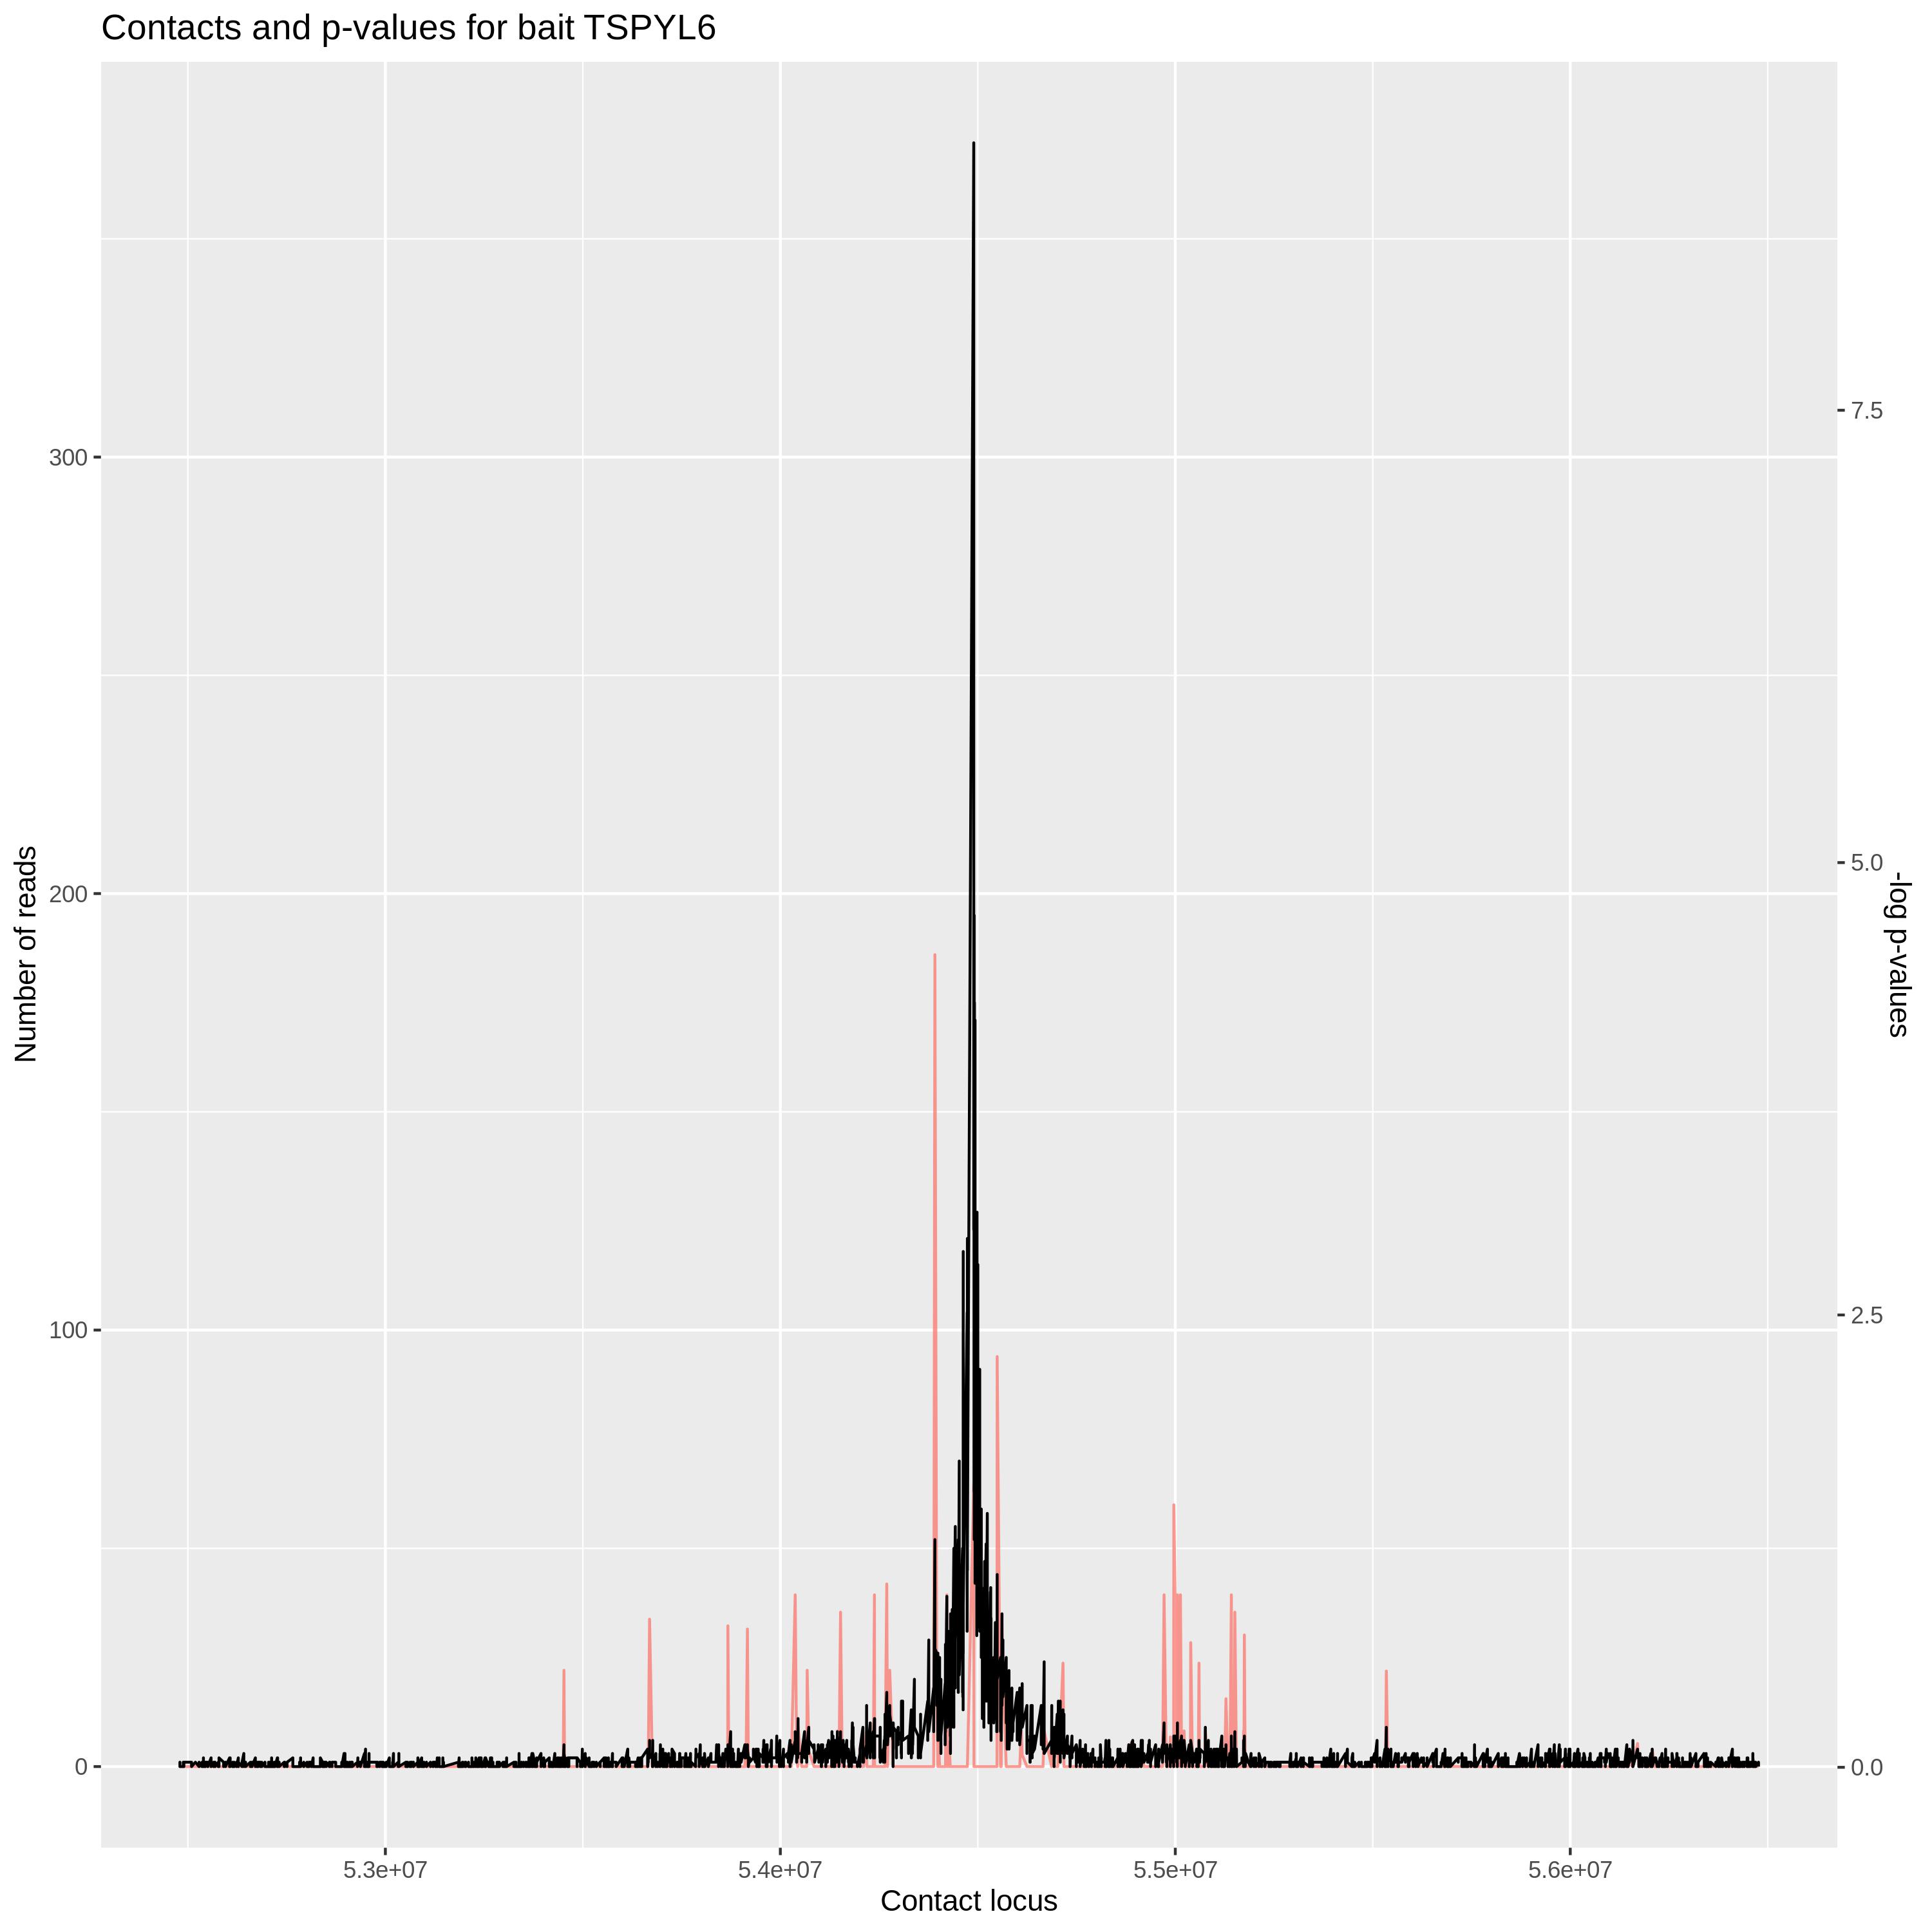 Contacts and p-values for bait TSPYL6
Number of reads
300
200
100
0
7.5
5.0
2.5
0.0
-log p-values
5.3e+07
5.4e+07
5.5e+07
5.6e+07
Contact locus